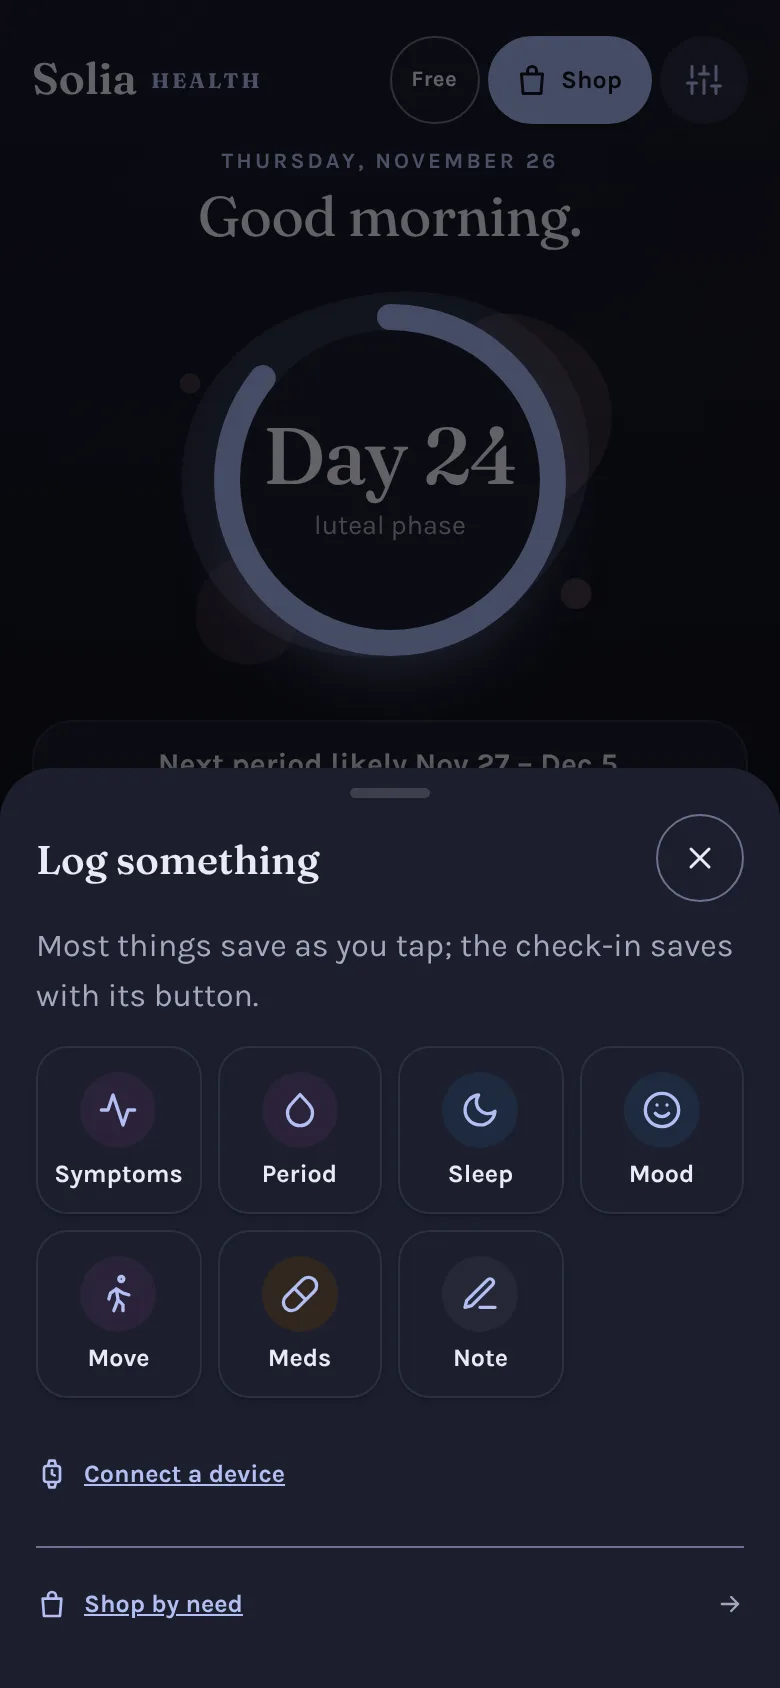 Solia HEALTH
Free
Shop
THURSDAY, NOVEMBER 26
Good morning.
Day 24
luteal phase
Next period likely Nov 27 – Dec 5
Log something
Most things save as you tap; the check-in saves
with its button.
Symptoms
Period
Sleep
Mood
Move
Meds
Note
Connect a device
Shop by need